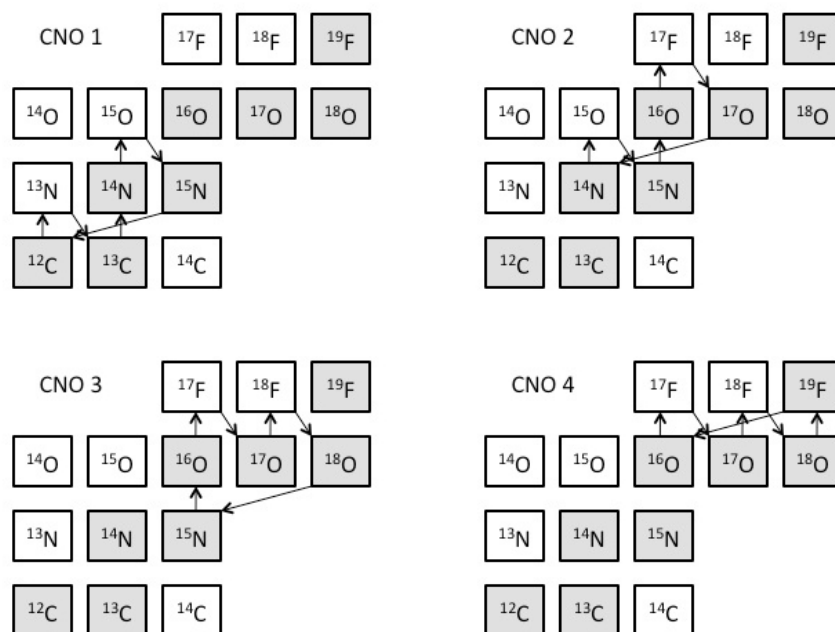 CNO 1 ¹⁷F ¹⁸F ¹⁹F
¹⁴O ¹⁵O ¹⁶O ¹⁷O ¹⁸O
¹³N ¹⁴N ¹⁵N
¹²C ¹³C ¹⁴C
CNO 2 ¹⁷F ¹⁸F ¹⁹F
¹⁴O ¹⁵O ¹⁶O ¹⁷O ¹⁸O
¹³N ¹⁴N ¹⁵N
¹²C ¹³C ¹⁴C
CNO 3 ¹⁷F ¹⁸F ¹⁹F
¹⁴O ¹⁵O ¹⁶O ¹⁷O ¹⁸O
¹³N ¹⁴N ¹⁵N
¹²C ¹³C ¹⁴C
CNO 4 ¹⁷F ¹⁸F ¹⁹F
¹⁴O ¹⁵O ¹⁶O ¹⁷O ¹⁸O
¹³N ¹⁴N ¹⁵N
¹²C ¹³C ¹⁴C